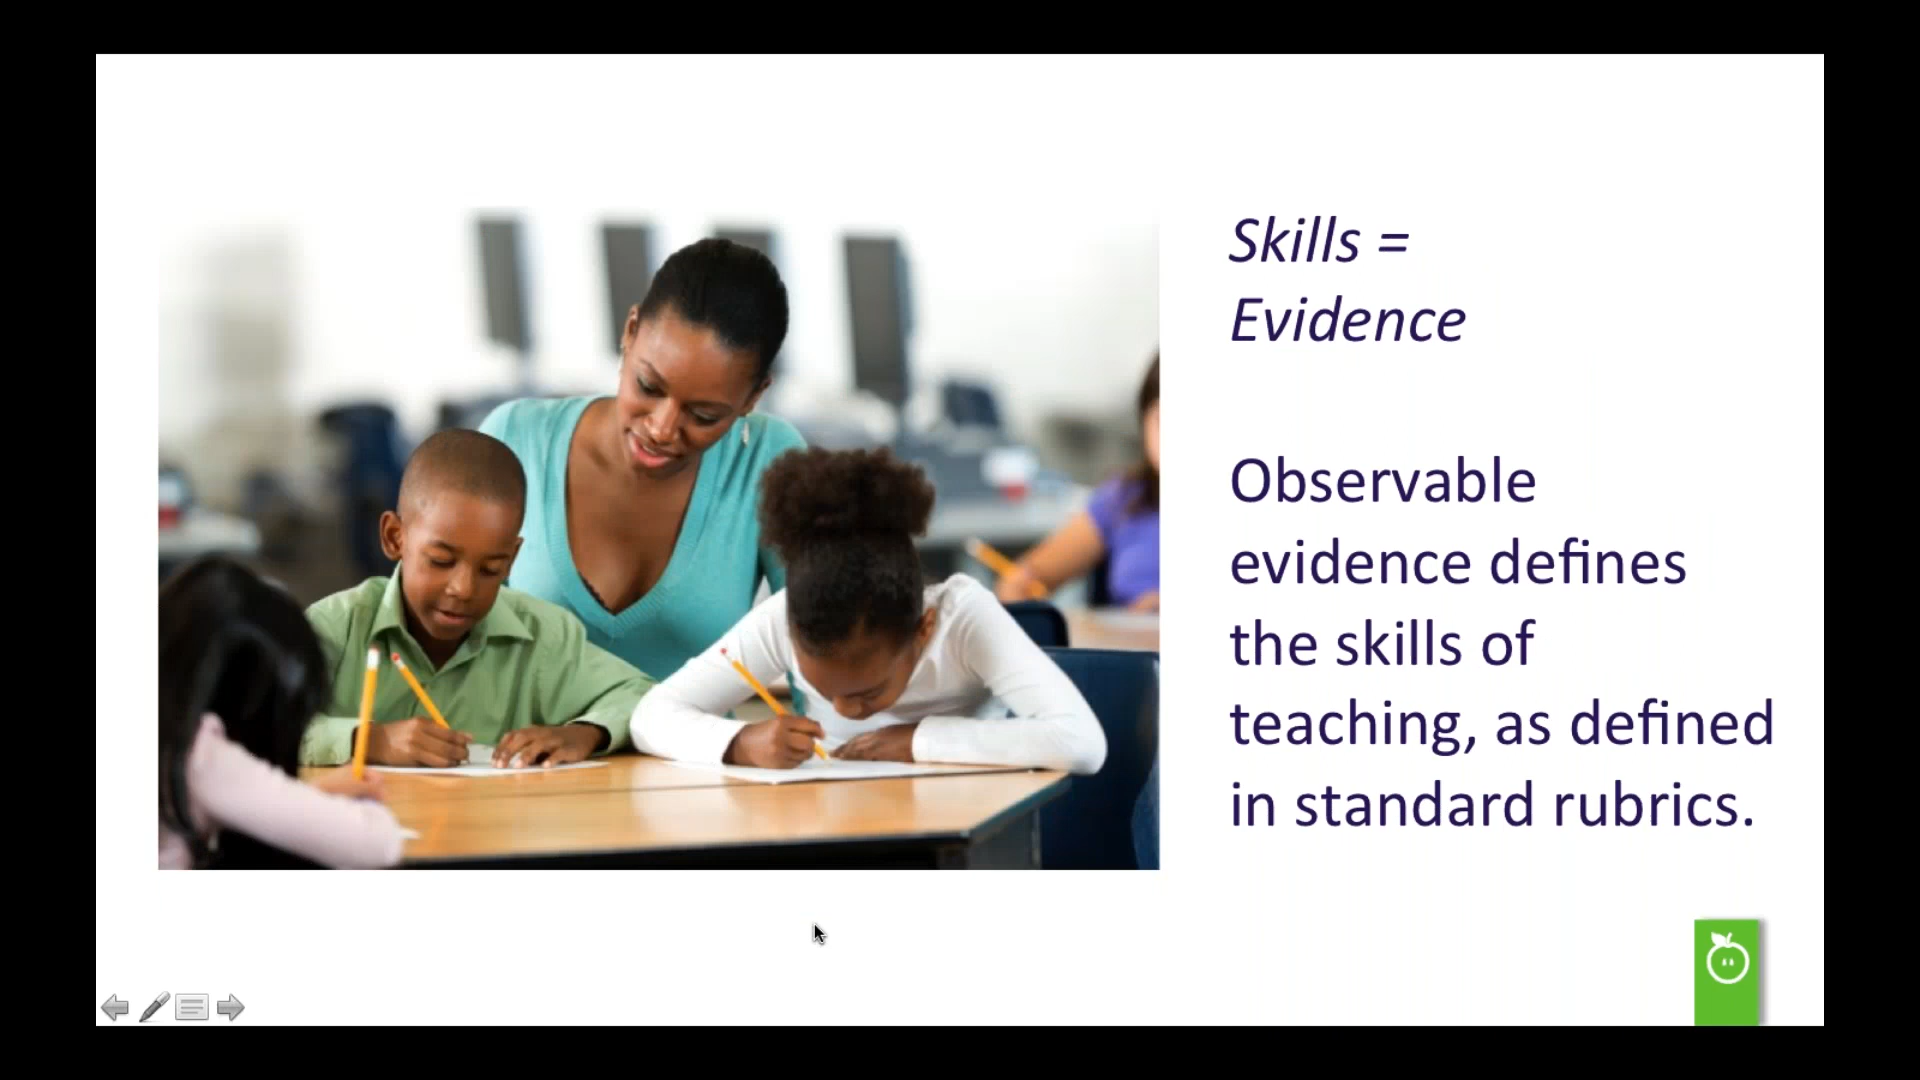 Skills =
Evidence
Observable
evidence defines
the skills of
teaching, as defined
in standard rubrics.